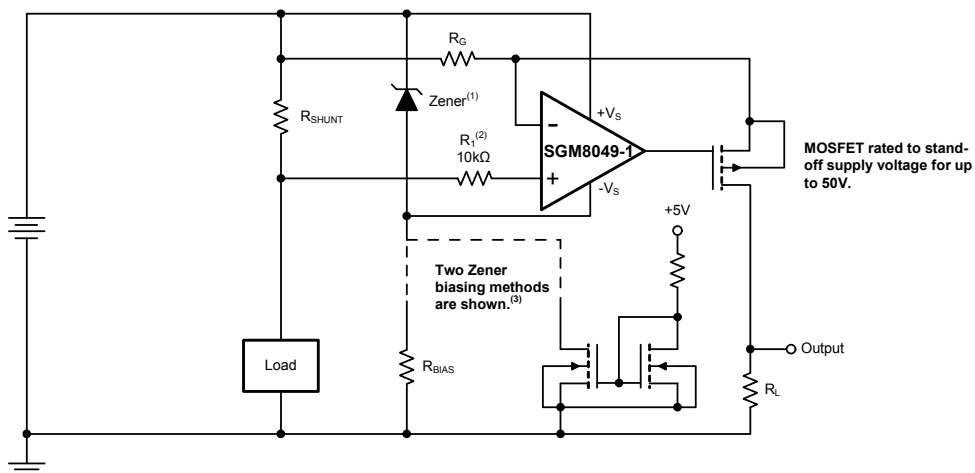 R_G
Zener(1)
+V_S
R_SHUNT
R_1(2)
10kΩ
SGM8049-1
-V_S
MOSFET rated to stand-
off supply voltage for up
to 50V.
+5V
Two Zener
biasing methods
are shown.(3)
Output
Load
R_BIAS
R_L